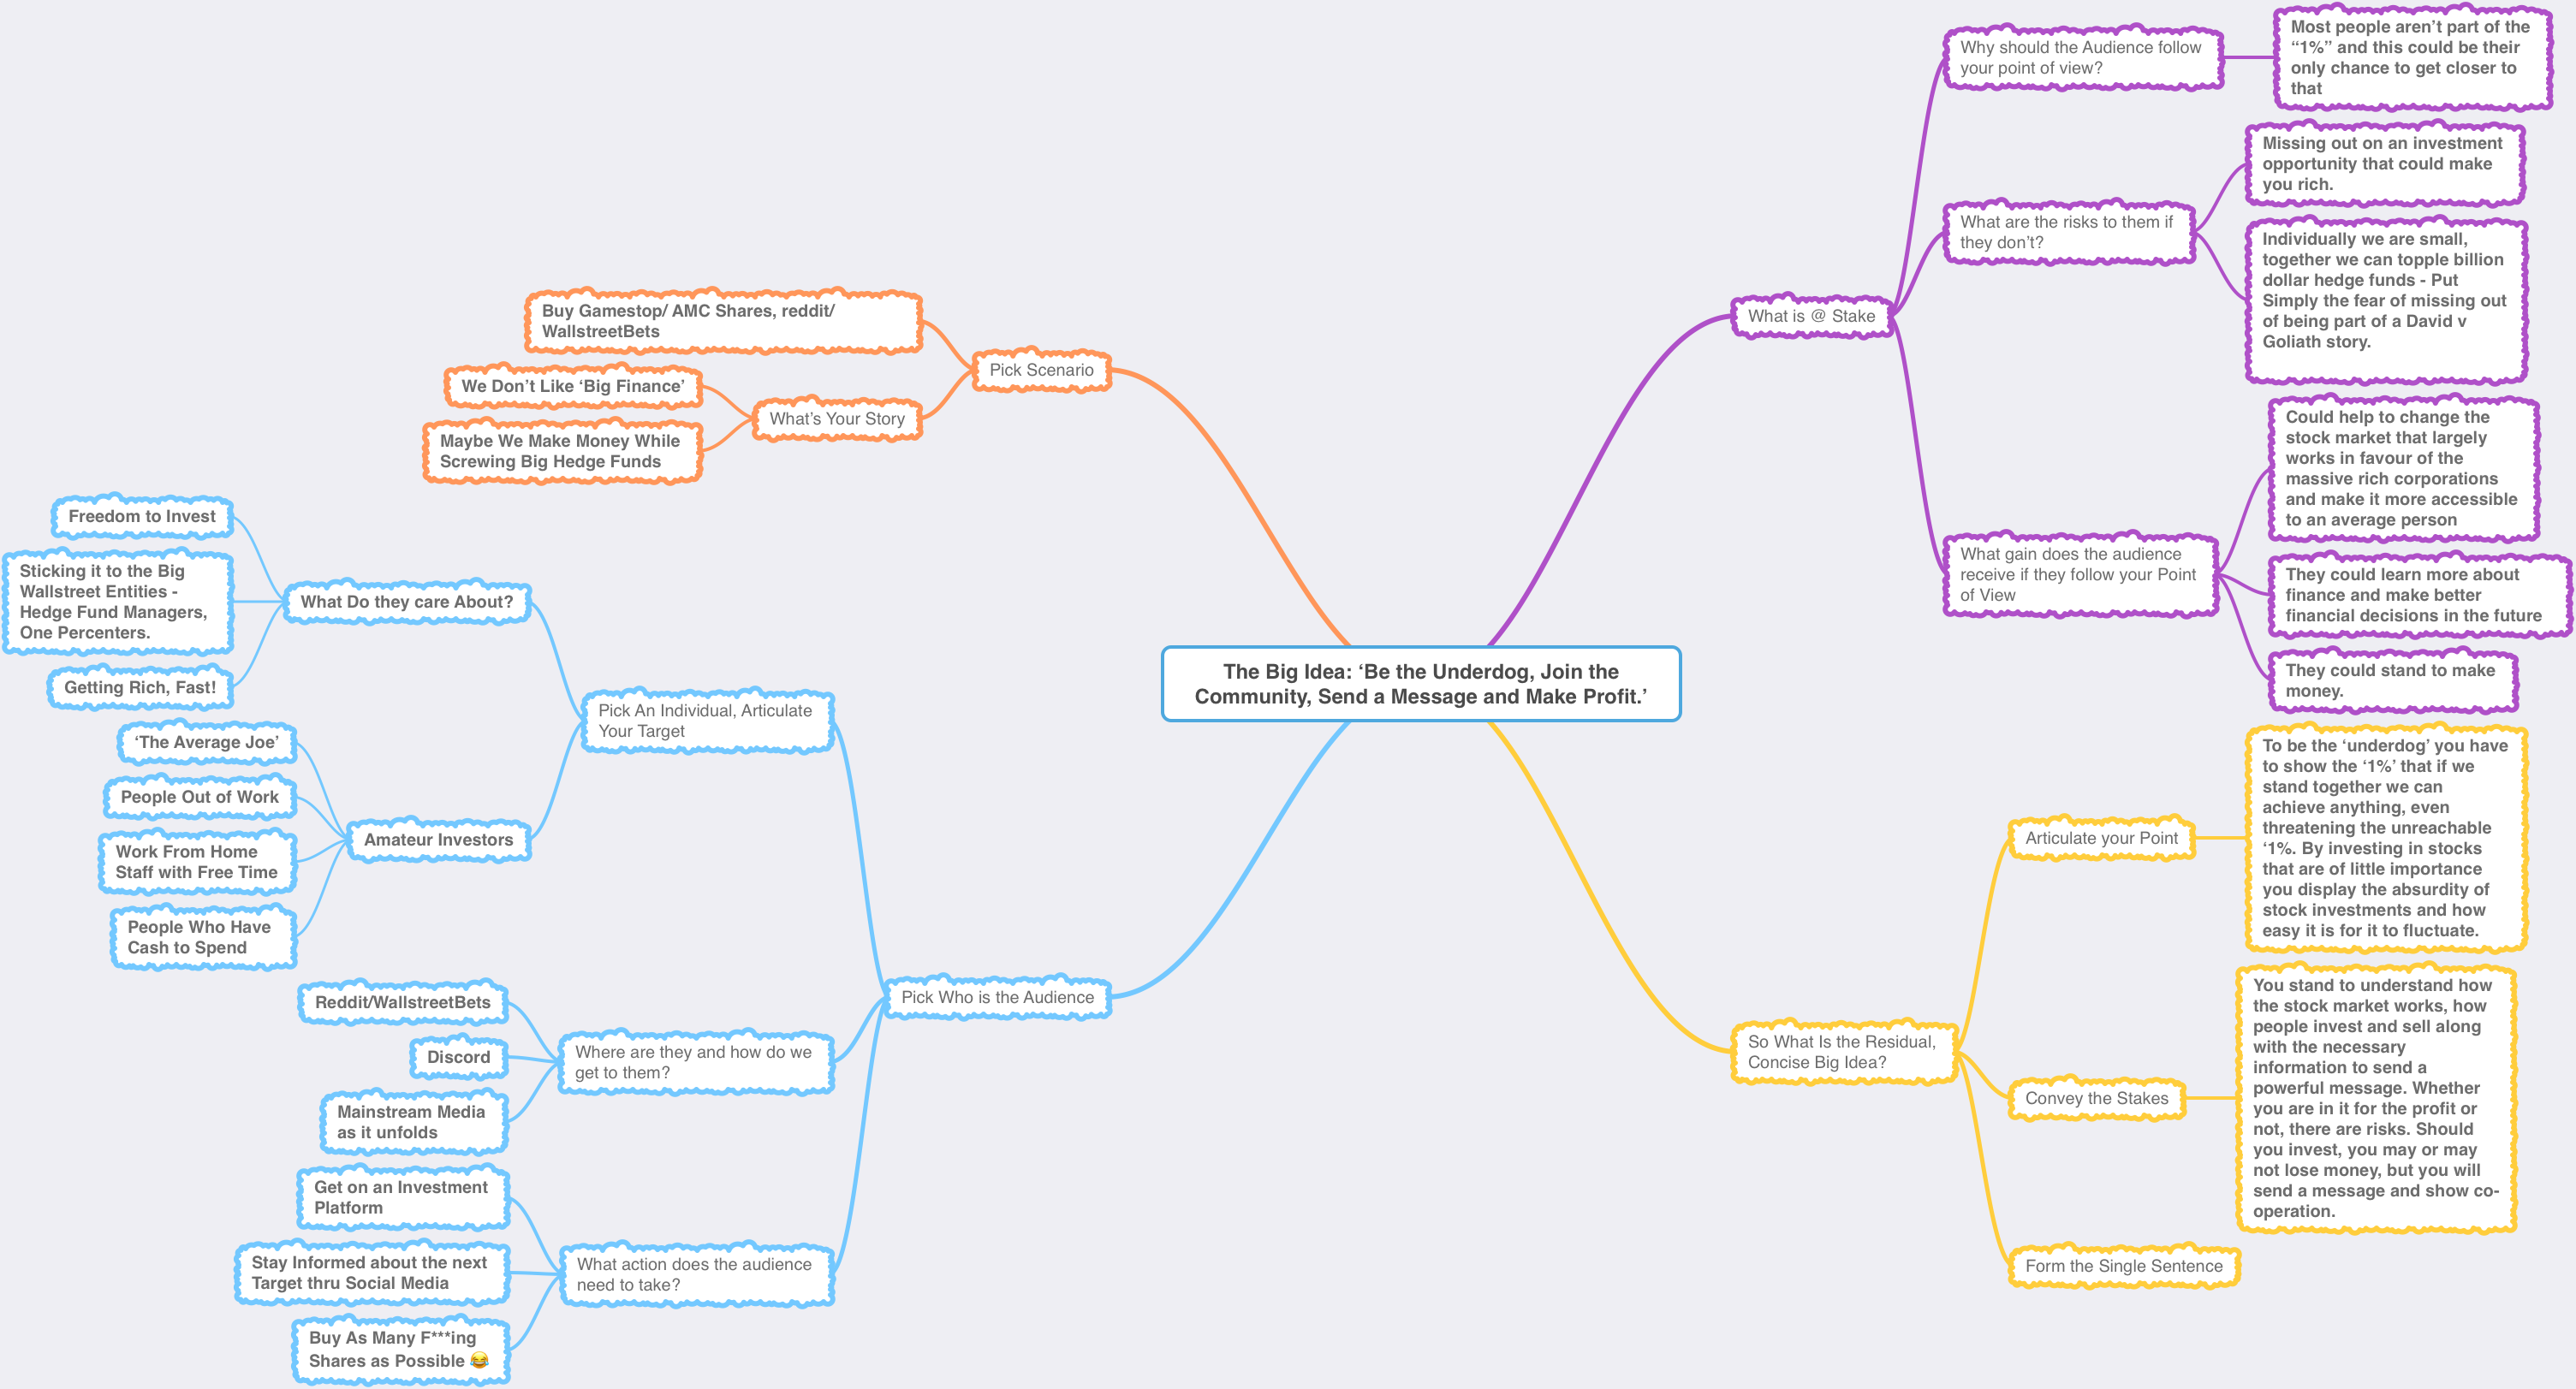 The Big Idea: ‘Be the Underdog, Join the
Community, Send a Message and Make Profit.’
Pick Scenario
Buy Gamestop/ AMC Shares, reddit/
WallstreetBets
What’s Your Story
We Don’t Like ‘Big Finance’
Maybe We Make Money While
Screwing Big Hedge Funds
Pick Who is the Audience
Pick An Individual, Articulate
Your Target
What Do they care About?
Freedom to Invest
Sticking it to the Big
Wallstreet Entities -
Hedge Fund Managers,
One Percenters.
Getting Rich, Fast!
Amateur Investors
‘The Average Joe’
People Out of Work
Work From Home
Staff with Free Time
People Who Have
Cash to Spend
Where are they and how do we
get to them?
Reddit/WallstreetBets
Discord
Mainstream Media
as it unfolds
What action does the audience
need to take?
Get on an Investment
Platform
Stay Informed about the next
Target thru Social Media
Buy As Many F***ing
Shares as Possible 😂
What is @ Stake
Why should the Audience follow
your point of view?
Most people aren’t part of the
“1%” and this could be their
only chance to get closer to
that
What are the risks to them if
they don’t?
Missing out on an investment
opportunity that could make
you rich.
Individually we are small,
together we can topple billion
dollar hedge funds - Put
Simply the fear of missing out
of being part of a David v
Goliath story.
What gain does the audience
receive if they follow your Point
of View
Could help to change the
stock market that largely
works in favour of the
massive rich corporations
and make it more accessible
to an average person
They could learn more about
finance and make better
financial decisions in the future
They could stand to make
money.
So What Is the Residual,
Concise Big Idea?
Articulate your Point
To be the ‘underdog’ you have
to show the ‘1%’ that if we
stand together we can
achieve anything, even
threatening the unreachable
‘1%. By investing in stocks
that are of little importance
you display the absurdity of
stock investments and how
easy it is for it to fluctuate.
Convey the Stakes
You stand to understand how
the stock market works, how
people invest and sell along
with the necessary
information to send a
powerful message. Whether
you are in it for the profit or
not, there are risks. Should
you invest, you may or may
not lose money, but you will
send a message and show co-
operation.
Form the Single Sentence